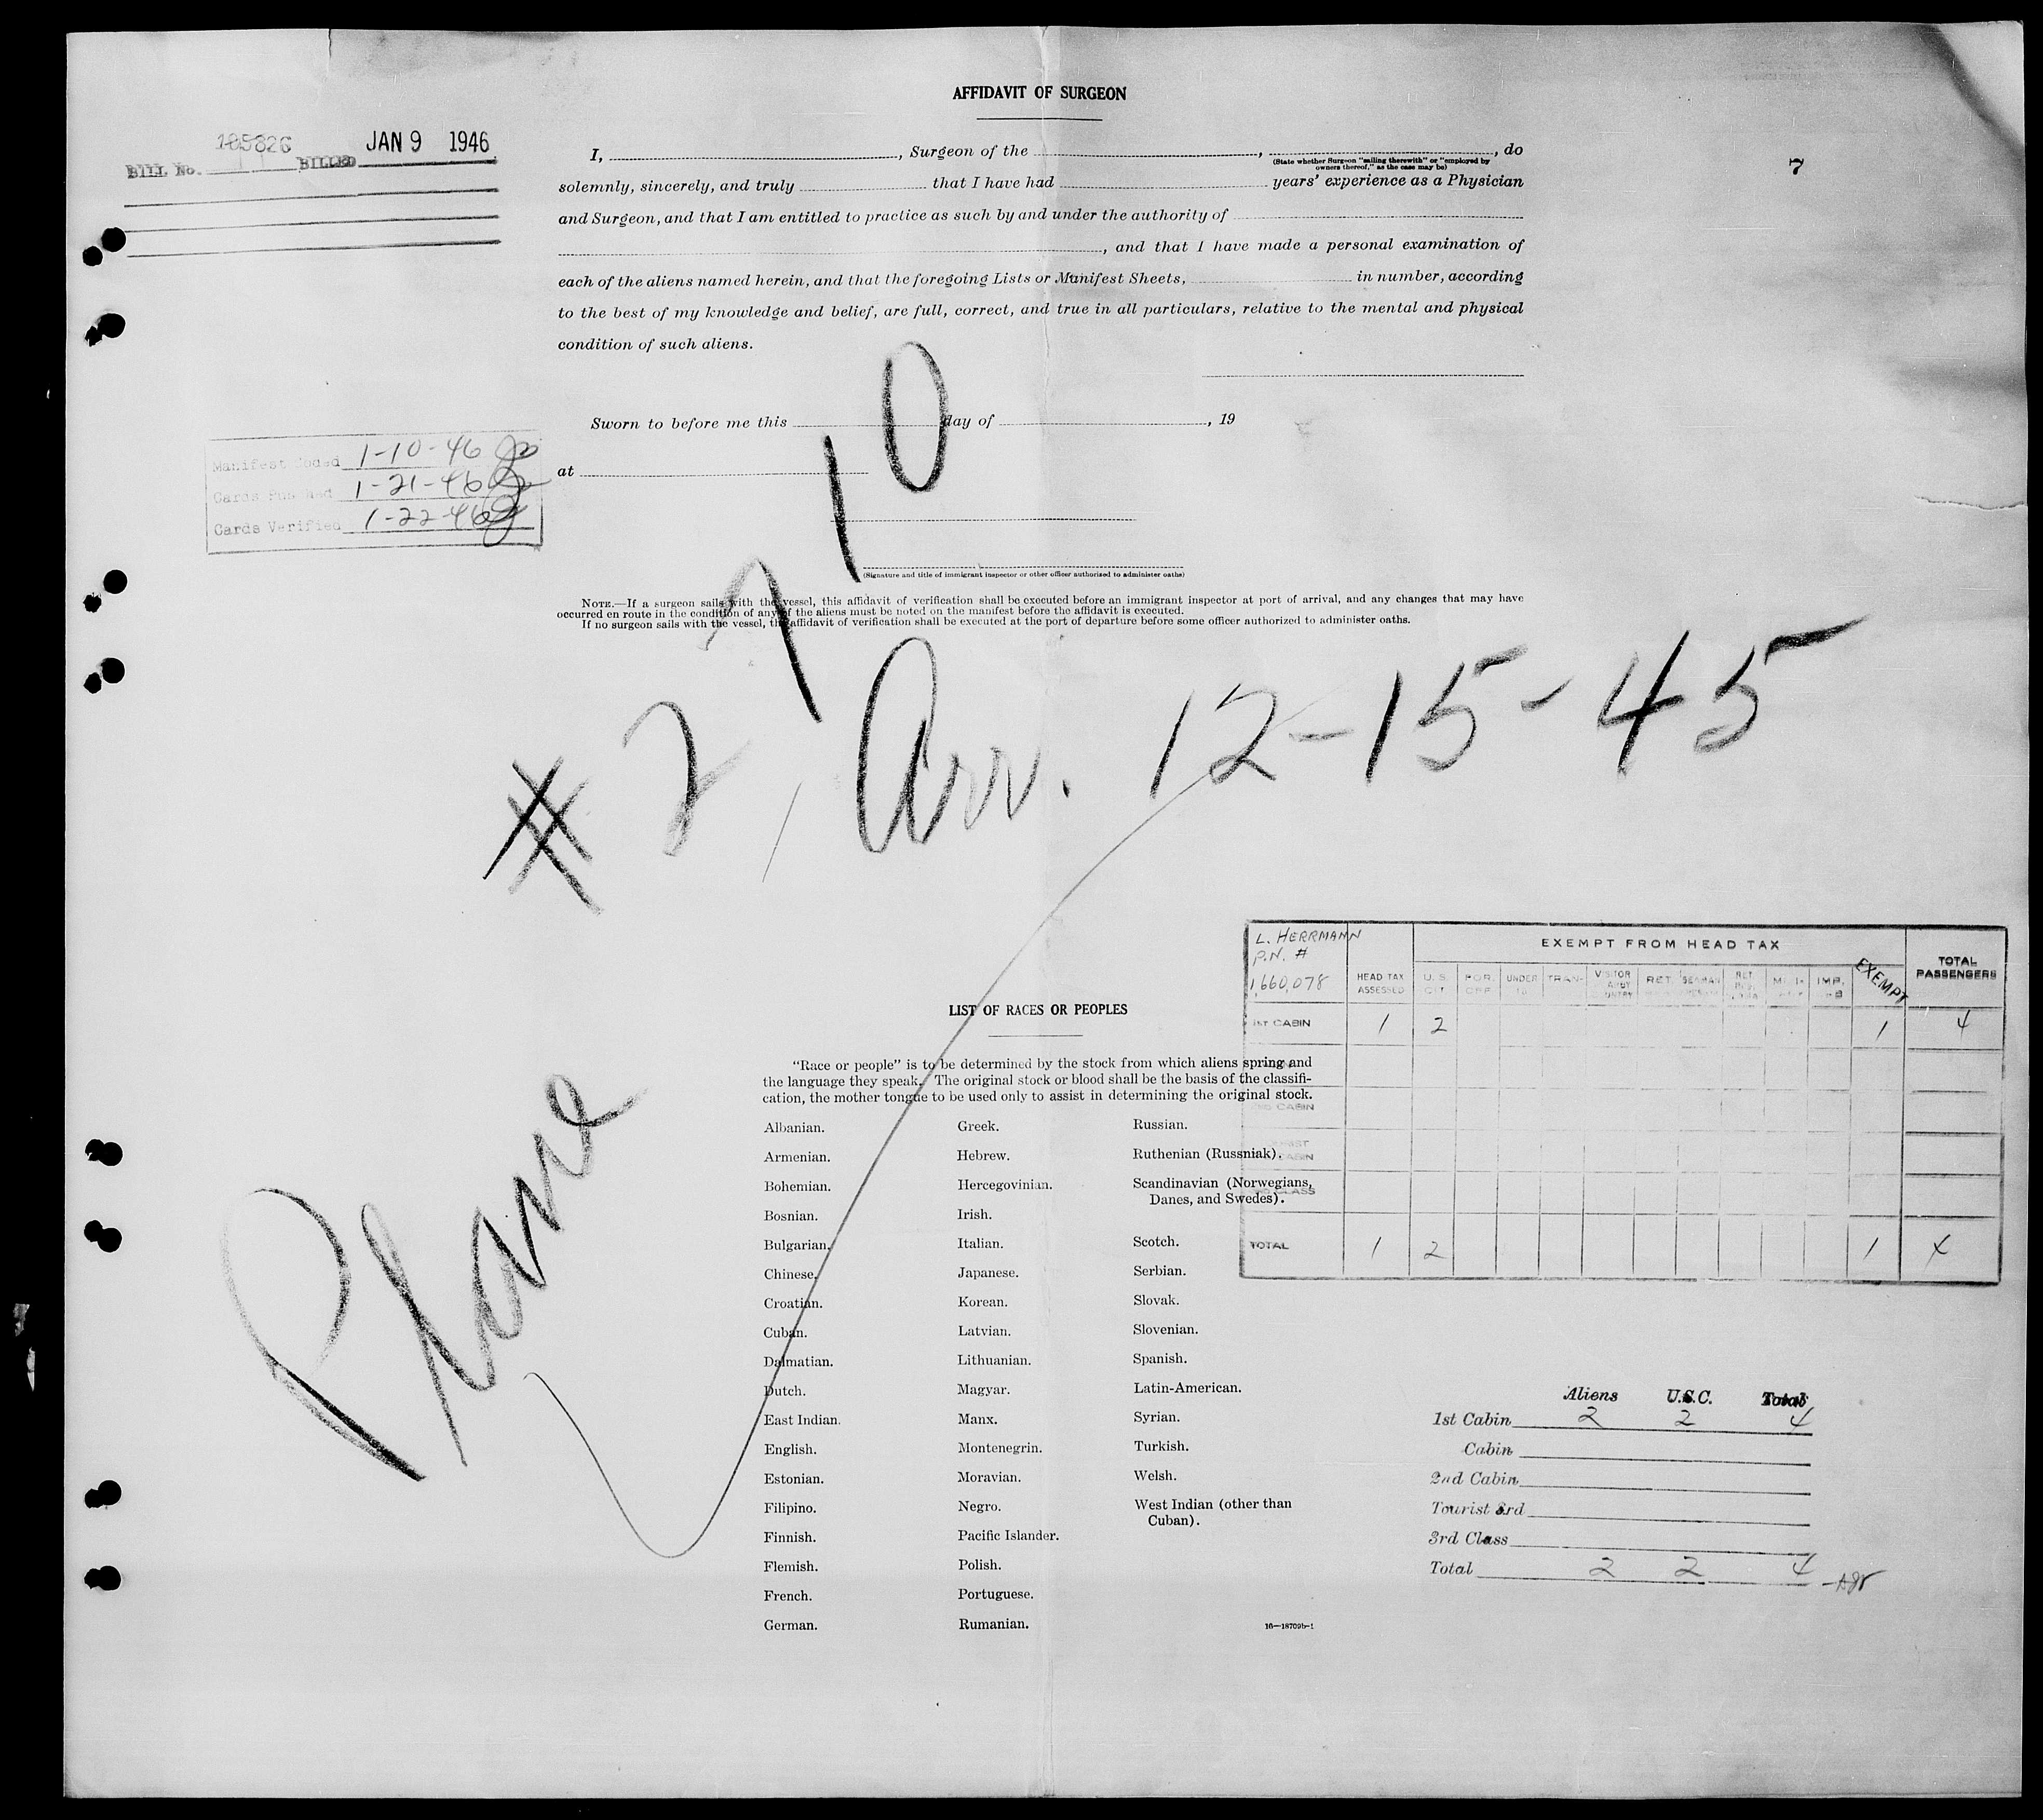 AFFIDAVIT OF SURGEON
BILL No. 105826 BILLED JAN 9 1946
7
I, , Surgeon of the , , do
(State whether Surgeon "sailing therewith" or "employed by
owners thereof," as the case may be)
solemnly, sincerely, and truly that I have had years' experience as a Physician
and Surgeon, and that I am entitled to practice as such by and under the authority of
, and that I have made a personal examination of
each of the aliens named herein, and that the foregoing Lists or Manifest Sheets, in number, according
to the best of my knowledge and belief, are full, correct, and true in all particulars, relative to the mental and physical
condition of such aliens.
Sworn to before me this day of , 19
at
Manifest Coded 1-10-46
Cards Punched 1-21-46
Cards Verified 1-22-46
(Signature and title of immigrant inspector or other officer authorized to administer oaths)
NOTE.—If a surgeon sails with the vessel, this affidavit of verification shall be executed before an immigrant inspector at port of arrival, and any changes that may have
occurred en route in the condition of any of the aliens must be noted on the manifest before the affidavit is executed.
If no surgeon sails with the vessel, the affidavit of verification shall be executed at the port of departure before some officer authorized to administer oaths.
# 2710
, Arr. 12-15-45
Plane
L. HERRMANN
P.N. #
1,660,078
EXEMPT FROM HEAD TAX
HEAD TAX ASSESSED U.S. CIT FOR. OFF UNDER 16 TRAN- VISITOR RET. SEAMAN RET IMP. EXEMPT TOTAL PASSENGERS
1ST CABIN 1 2 1 4
CABIN
2ND CABIN
CABIN
CLASS
TOTAL 1 2 1 4
LIST OF RACES OR PEOPLES
"Race or people" is to be determined by the stock from which aliens spring and
the language they speak. The original stock or blood shall be the basis of the classifi-
cation, the mother tongue to be used only to assist in determining the original stock.
Albanian.
Armenian.
Bohemian.
Bosnian.
Bulgarian.
Chinese.
Croatian.
Cuban.
Dalmatian.
Dutch.
East Indian.
English.
Estonian.
Filipino.
Finnish.
Flemish.
French.
German.
Greek.
Hebrew.
Hercegovinian.
Irish.
Italian.
Japanese.
Korean.
Latvian.
Lithuanian.
Magyar.
Manx.
Montenegrin.
Moravian.
Negro.
Pacific Islander.
Polish.
Portuguese.
Rumanian.
Russian.
Ruthenian (Russniak).
Scandinavian (Norwegians,
Danes, and Swedes).
Scotch.
Serbian.
Slovak.
Slovenian.
Spanish.
Latin-American.
Syrian.
Turkish.
Welsh.
West Indian (other than
Cuban).
16—18709b-1
Aliens U.S.C. Total
1st Cabin 2 2 4
Cabin
2nd Cabin
Tourist 3rd
3rd Class
Total 2 2 4